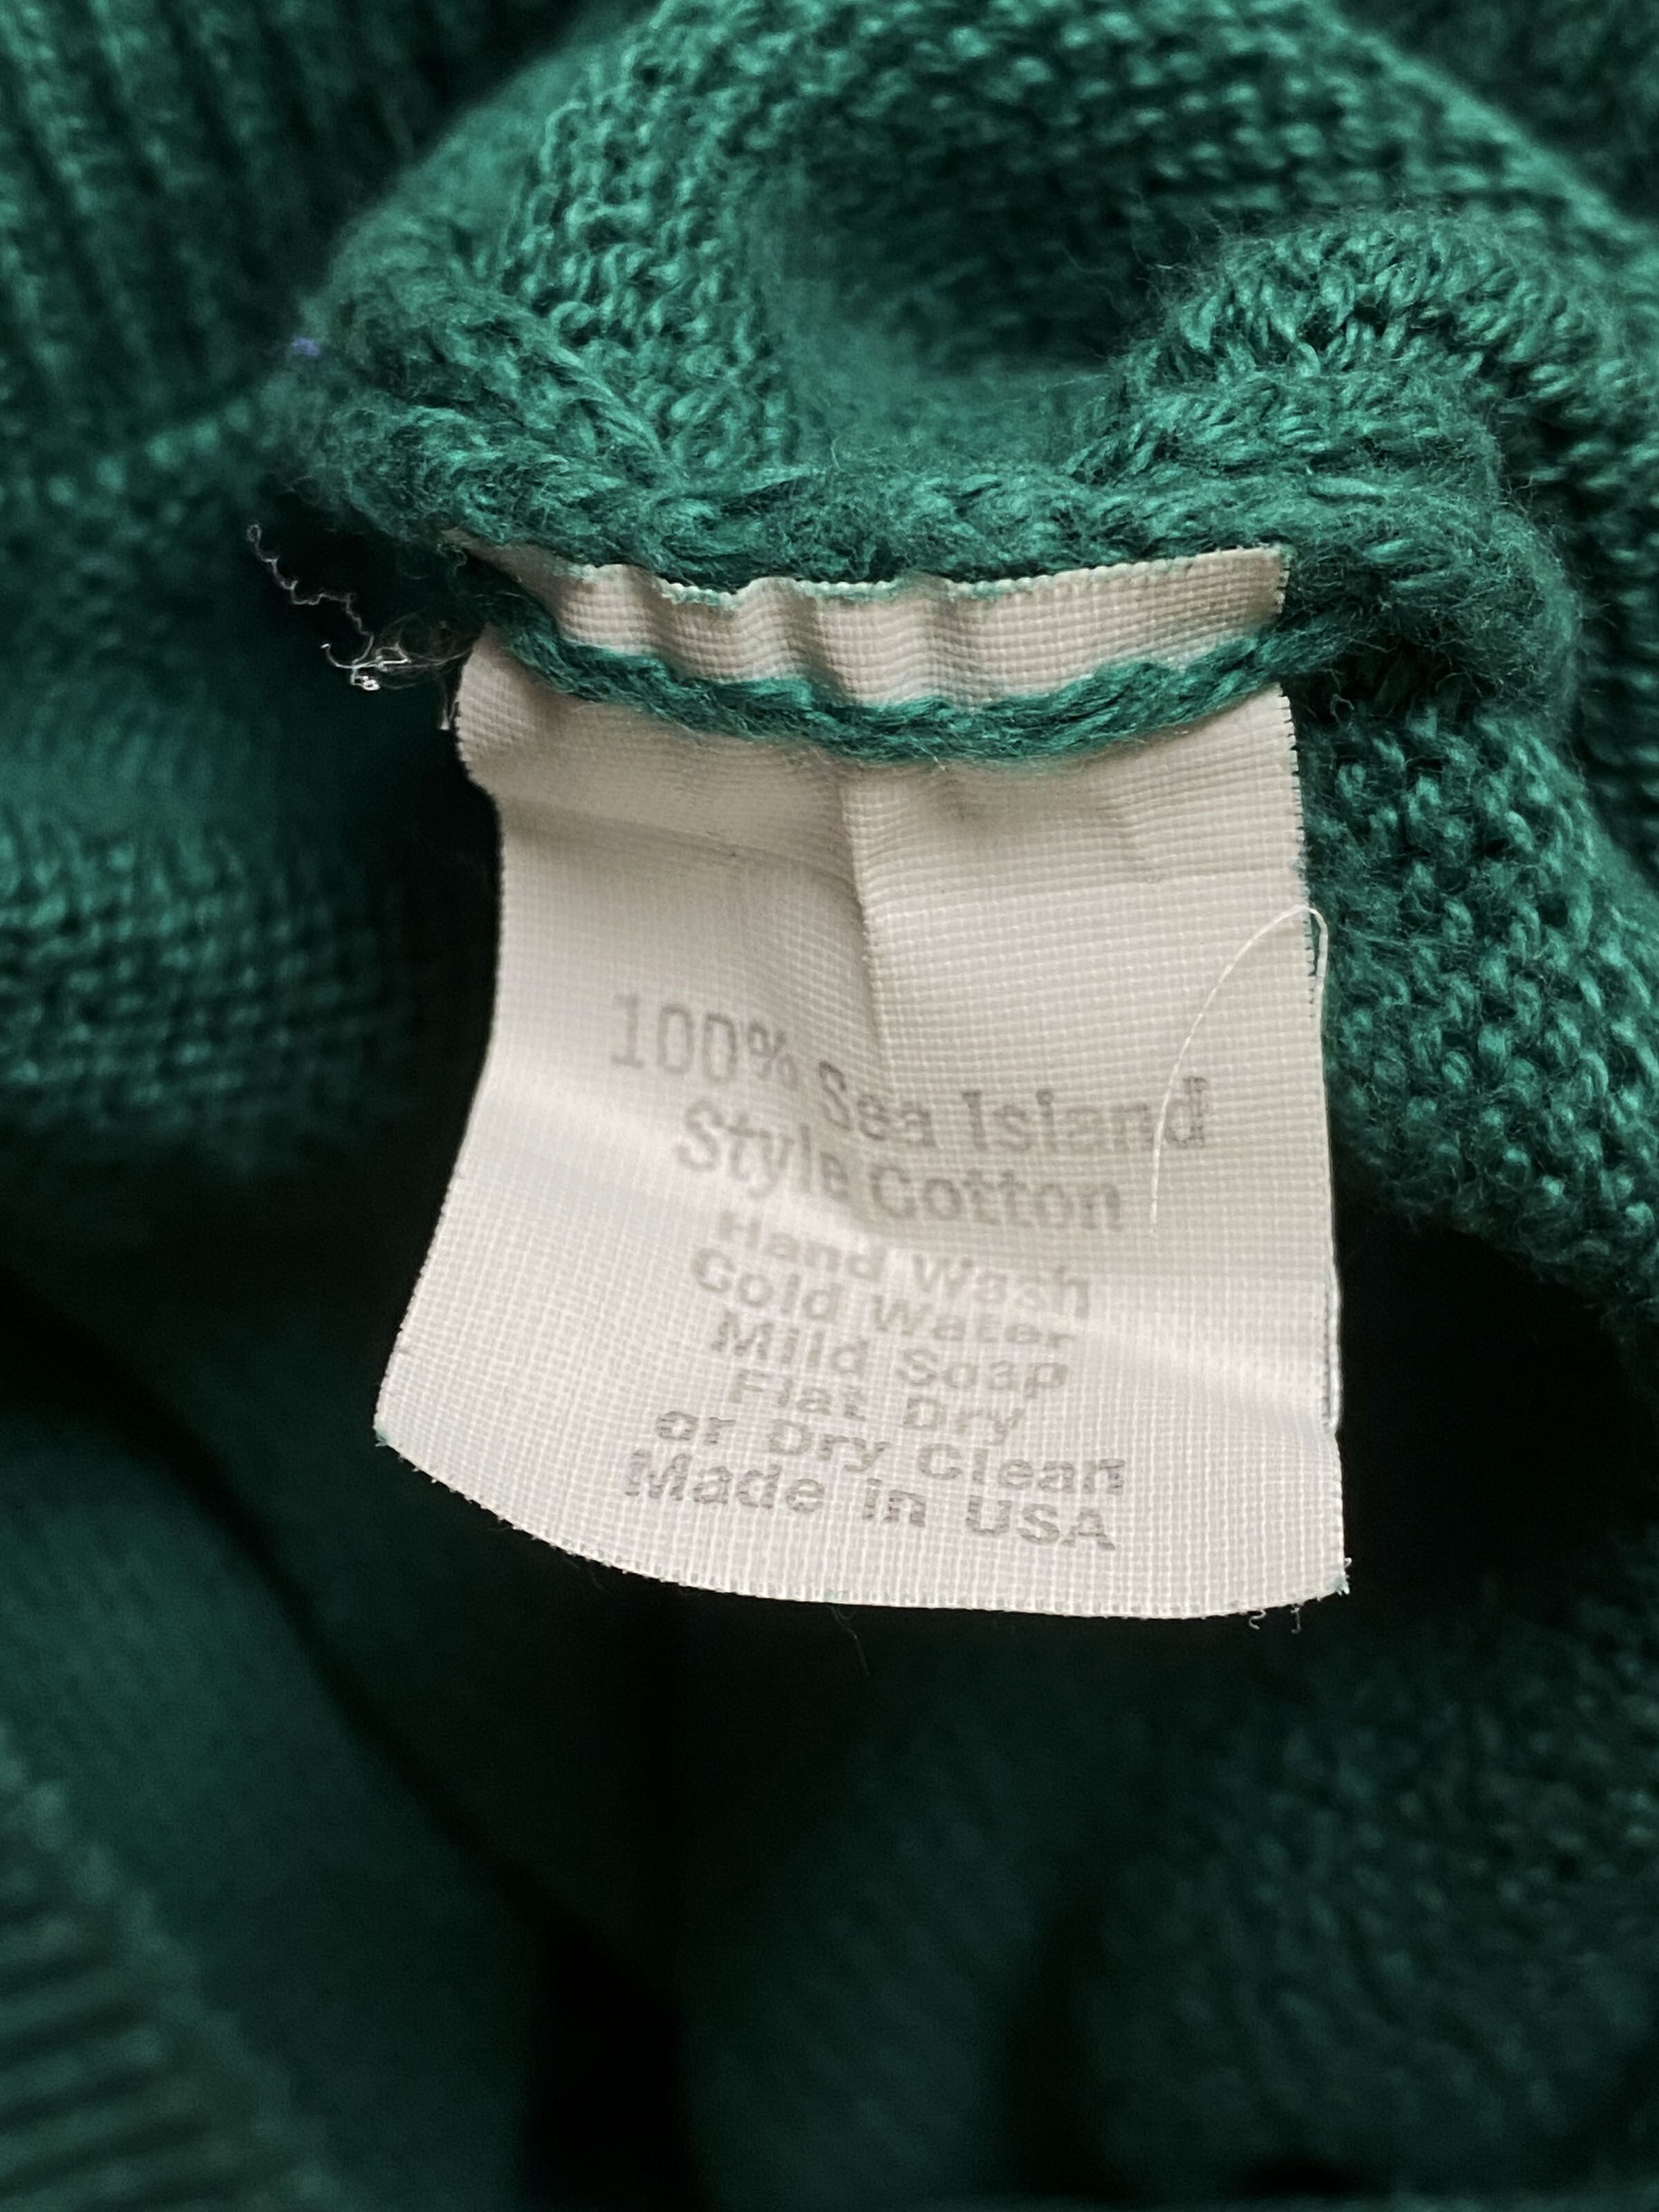 100% Sea Island
Style Cotton
Hand Wash
Cold Water
Mild Soap
Flat Dry
or Dry Clean
Made in USA